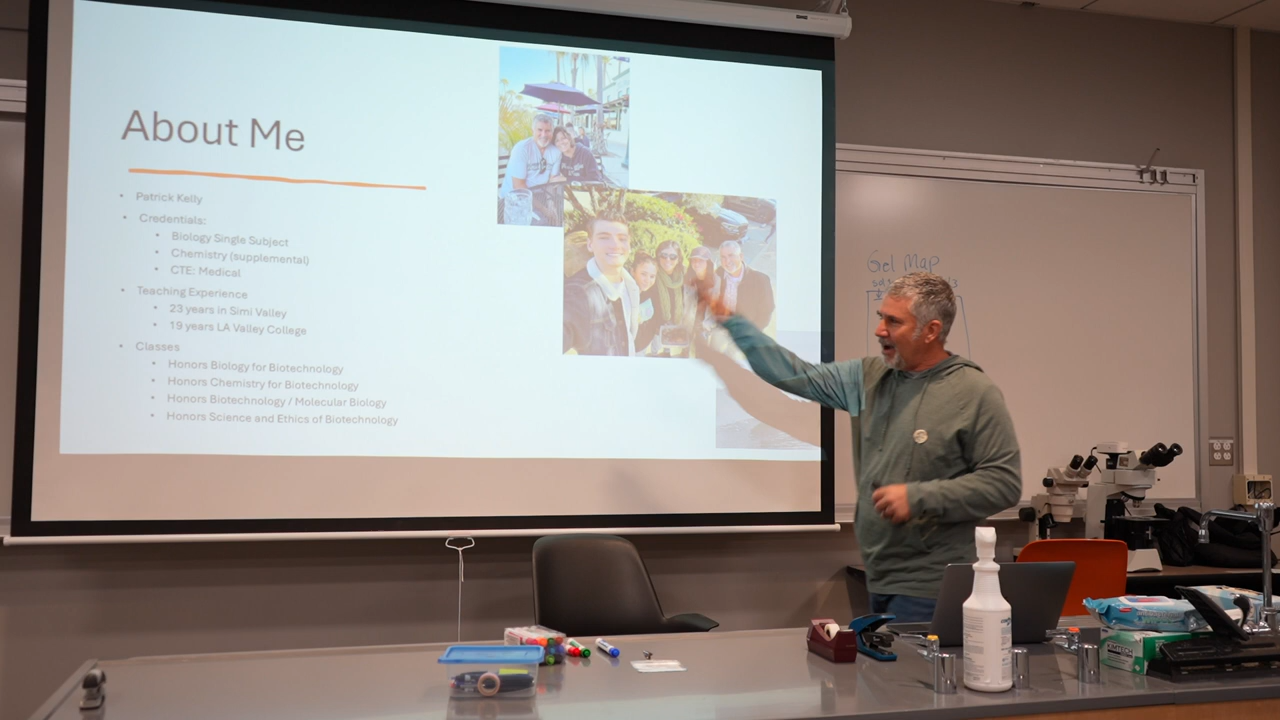 About Me
• Patrick Kelly
• Credentials:
• Biology Single Subject
• Chemistry (supplemental)
• CTE: Medical
• Teaching Experience
• 23 years in Simi Valley
• 19 years LA Valley College
• Classes
• Honors Biology for Biotechnology
• Honors Chemistry for Biotechnology
• Honors Biotechnology / Molecular Biology
• Honors Science and Ethics of Biotechnology
Gel Map
KIMTECH